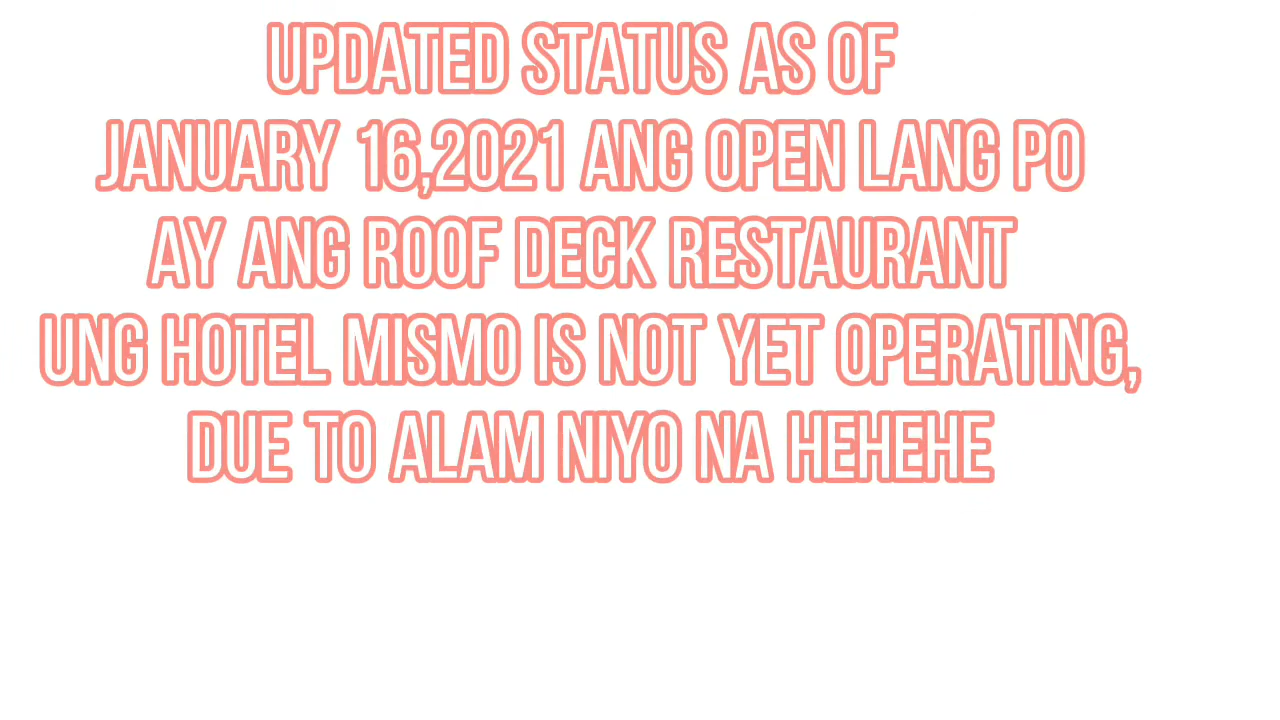 UPDATED STATUS AS OF
JANUARY 16,2021 ANG OPEN LANG PO
AY ANG ROOF DECK RESTAURANT
UNG HOTEL MISMO IS NOT YET OPERATING,
DUE TO ALAM NIYO NA HEHEHE